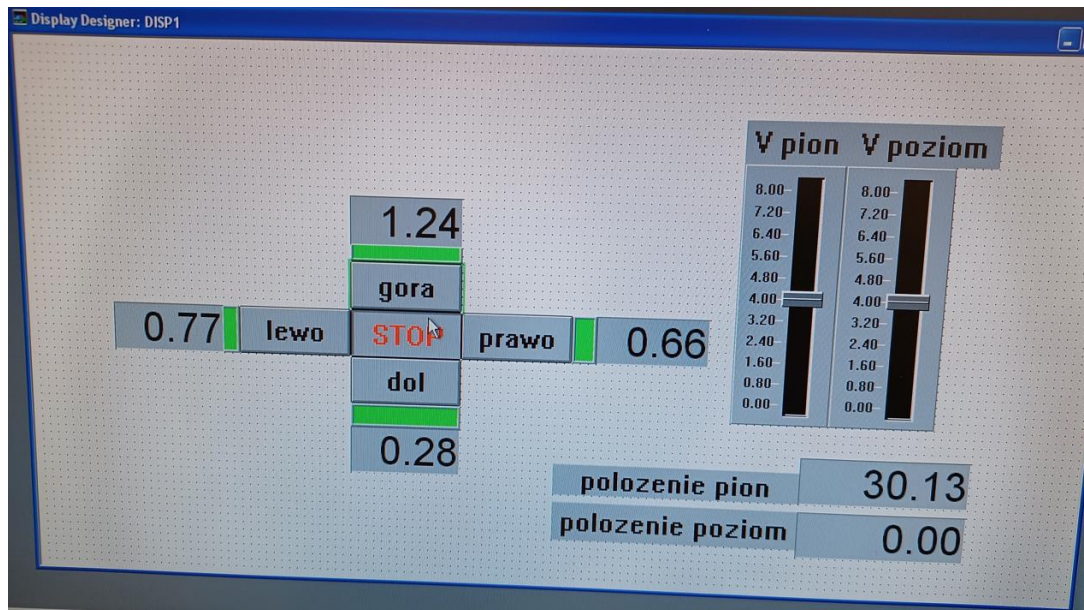 Display Designer: DISP1
V pion V poziom
8.00 8.00
7.20 7.20
6.40 6.40
5.60 5.60
4.80 4.80
4.00 4.00
3.20 3.20
2.40 2.40
1.60 1.60
0.80 0.80
0.00 0.00
1.24
gora
0.77 lewo STOP prawo 0.66
dol
0.28
polozenie pion 30.13
polozenie poziom 0.00